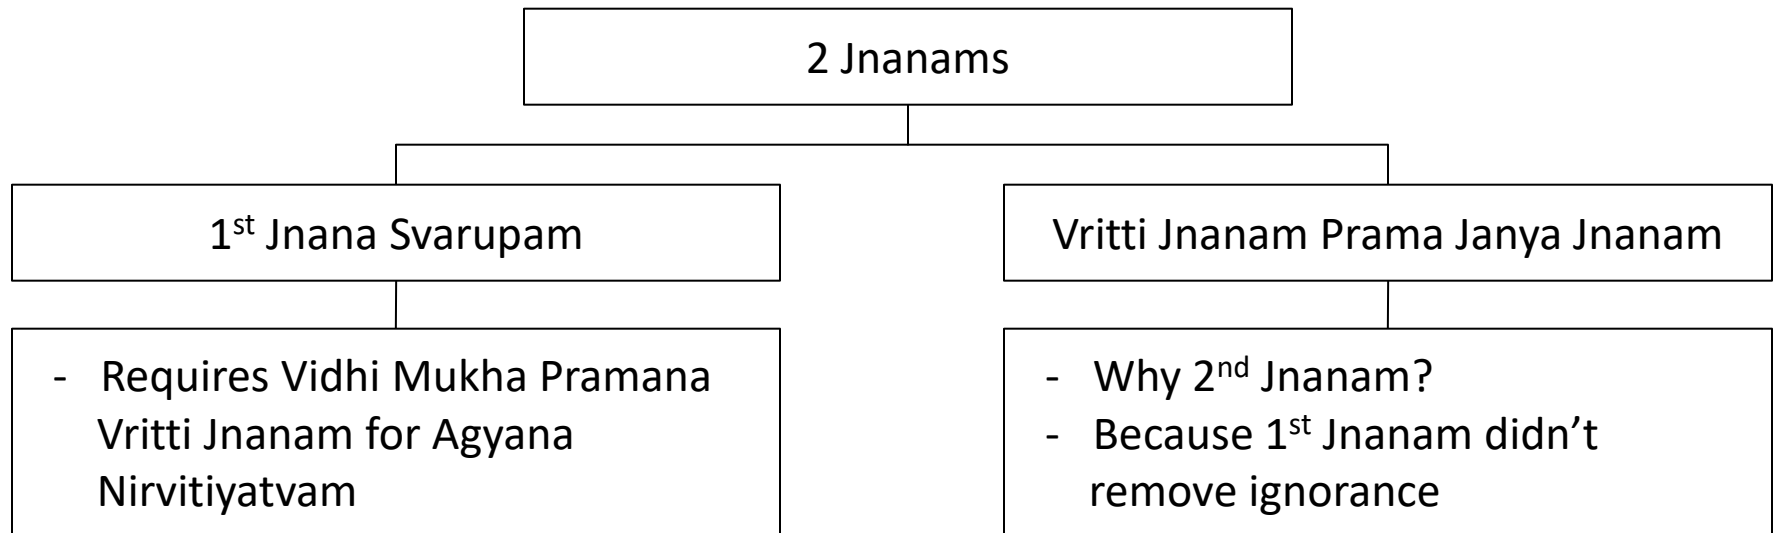 2 Jnanams
1st Jnana Svarupam
Vritti Jnanam Prama Janya Jnanam
- Requires Vidhi Mukha Pramana
Vritti Jnanam for Agyana
Nirvitiyatvam
- Why 2nd Jnanam?
- Because 1st Jnanam didn’t
remove ignorance